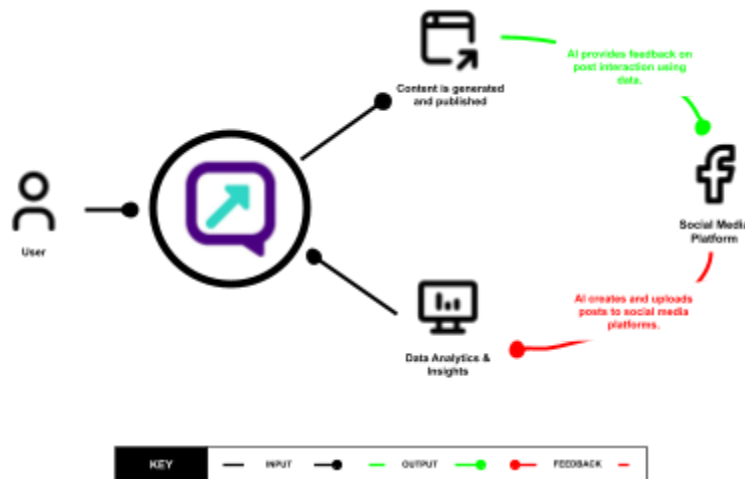 AI provides feedback on
post interaction using
data.
Content is generated
and published
User
Social Media
Platform
AI creates and uploads
posts to social media
platforms.
Data Analytics &
Insights
KEY
INPUT
OUTPUT
FEEDBACK